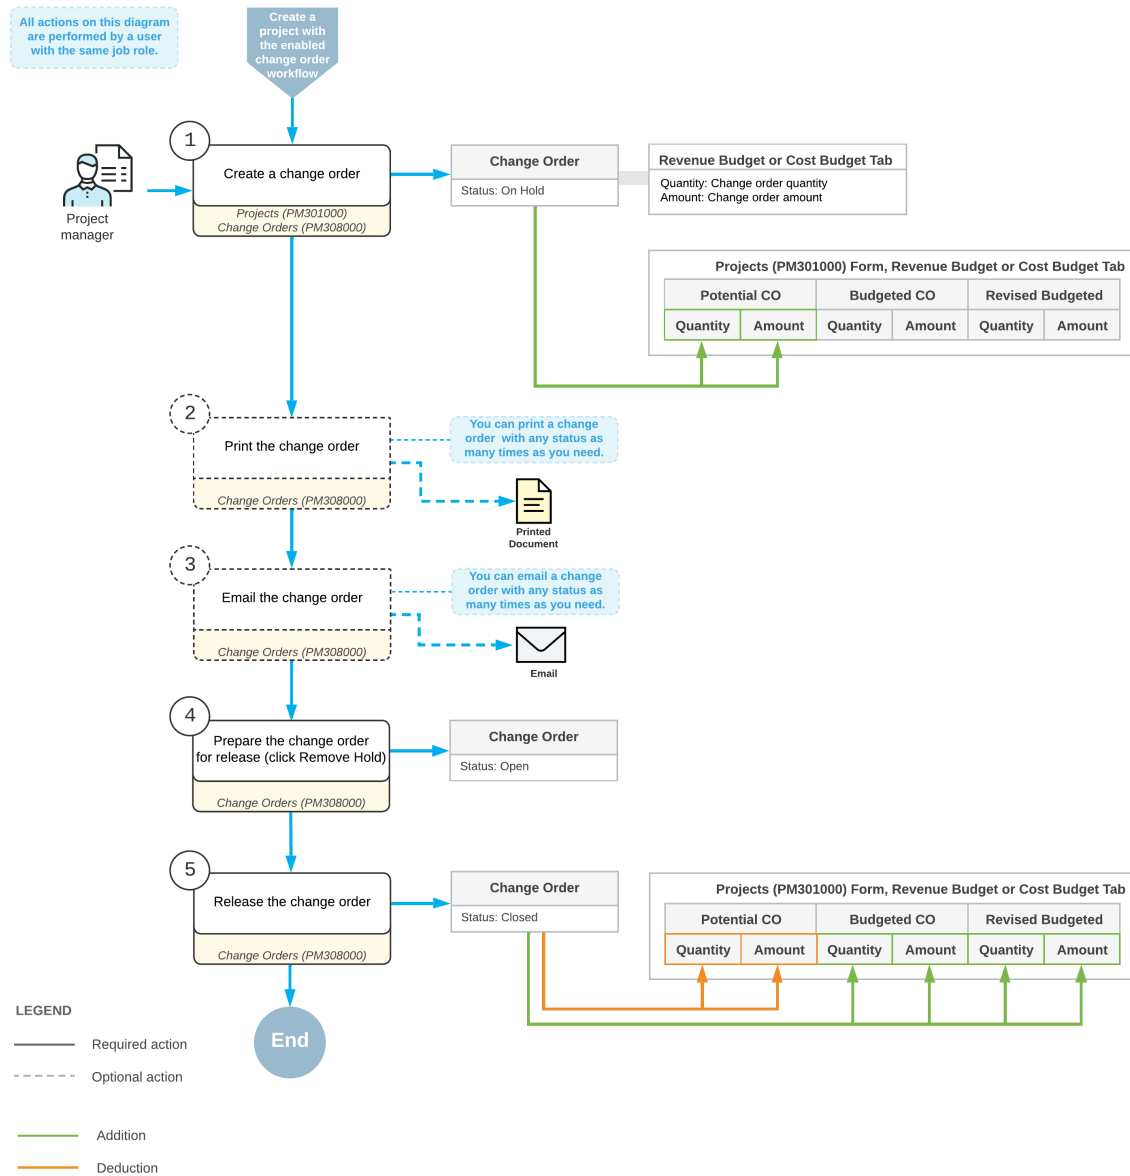 All actions on this diagram
are performed by a user
with the same job role.
Create a
project with
the enabled
change order
workflow
1
Create a change order
Projects (PM301000)
Change Orders (PM308000)
Project
manager
Change Order
Status: On Hold
Revenue Budget or Cost Budget Tab
Quantity: Change order quantity
Amount: Change order amount
Projects (PM301000) Form, Revenue Budget or Cost Budget Tab
Potential CO Budgeted CO Revised Budgeted
Quantity Amount Quantity Amount Quantity Amount
2
Print the change order
Change Orders (PM308000)
You can print a change
order with any status as
many times as you need.
Printed
Document
3
Email the change order
Change Orders (PM308000)
You can email a change
order with any status as
many times as you need.
Email
4
Prepare the change order
for release (click Remove Hold)
Change Orders (PM308000)
Change Order
Status: Open
5
Release the change order
Change Orders (PM308000)
Change Order
Status: Closed
Projects (PM301000) Form, Revenue Budget or Cost Budget Tab
Potential CO Budgeted CO Revised Budgeted
Quantity Amount Quantity Amount Quantity Amount
End
LEGEND
Required action
Optional action
Addition
Deduction